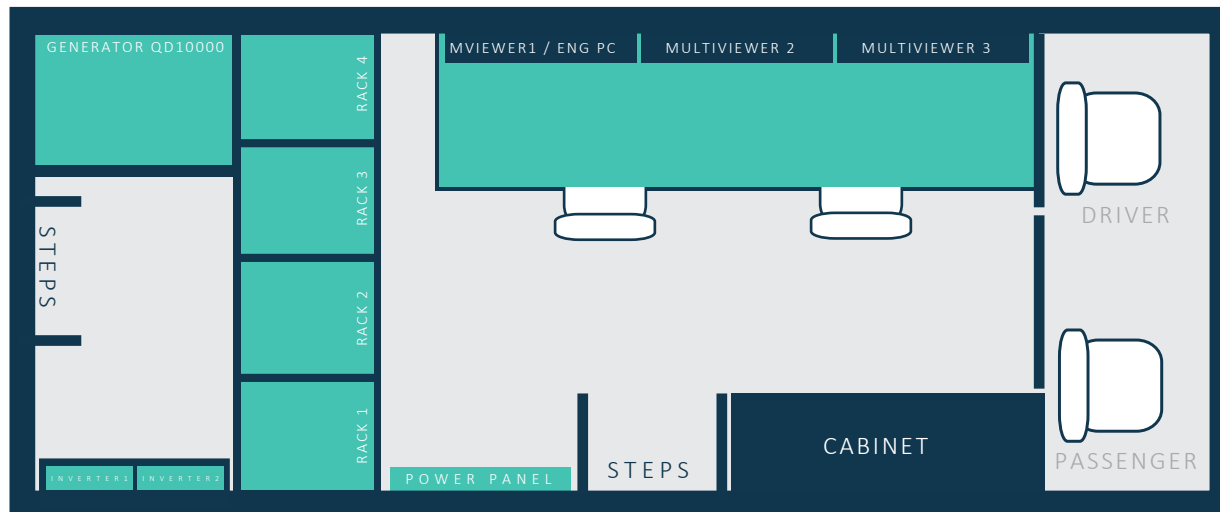 GENERATOR QD10000
RACK 4
MVIEWER1 / ENG PC
MULTIVIEWER 2
MULTIVIEWER 3
RACK 3
DRIVER
STEPS
RACK 2
RACK 1
CABINET
PASSENGER
STEPS
POWER PANEL
INVERTER1
INVERTER2